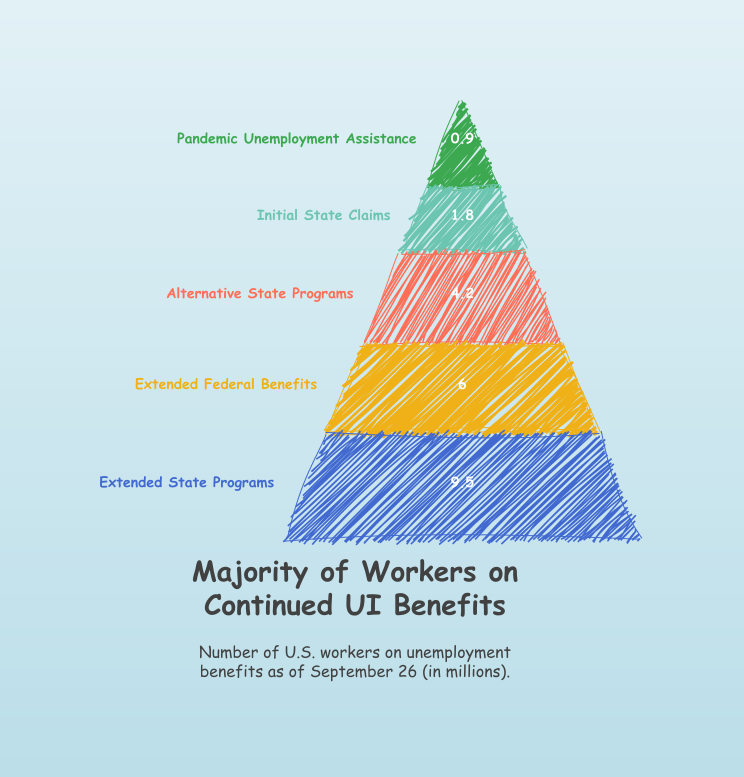 Pandemic Unemployment Assistance 0.9
Initial State Claims 1.8
Alternative State Programs 4.2
Extended Federal Benefits 6
Extended State Programs 9.5
Majority of Workers on
Continued UI Benefits
Number of U.S. workers on unemployment
benefits as of September 26 (in millions).